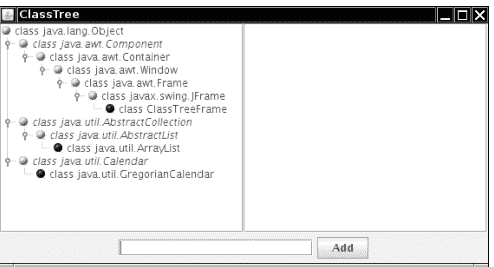 ClassTree
class java.lang.Object
class java.awt.Component
class java.awt.Container
class java.awt.Window
class java.awt.Frame
class javax.swing.JFrame
class ClassTreeFrame
class java.util.AbstractCollection
class java.util.AbstractList
class java.util.ArrayList
class java.util.Calendar
class java.util.GregorianCalendar
Add